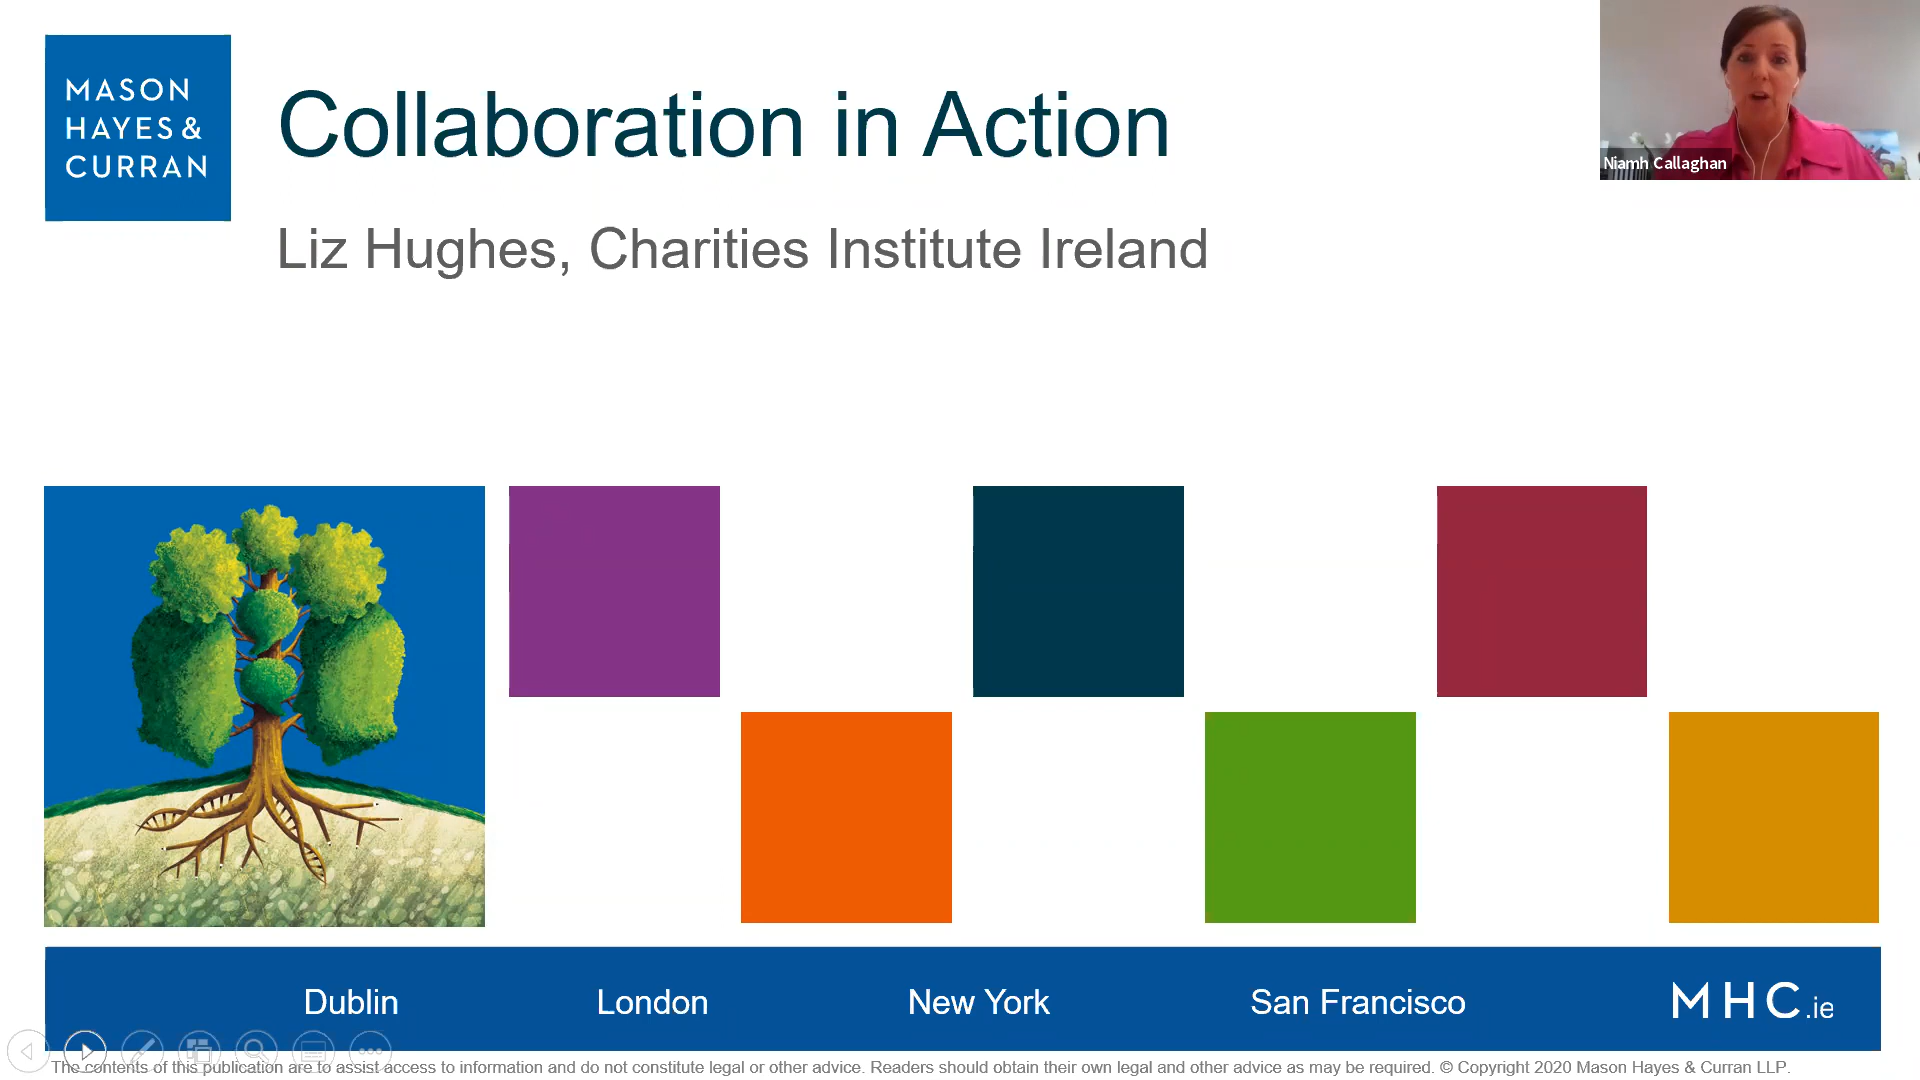 MASON
HAYES &
CURRAN
Collaboration in Action
Liz Hughes, Charities Institute Ireland
Niamh Callaghan
Dublin London New York San Francisco MHC.ie
The contents of this publication are to assist access to information and do not constitute legal or other advice. Readers should obtain their own legal and other advice as may be required. © Copyright 2020 Mason Hayes & Curran LLP.